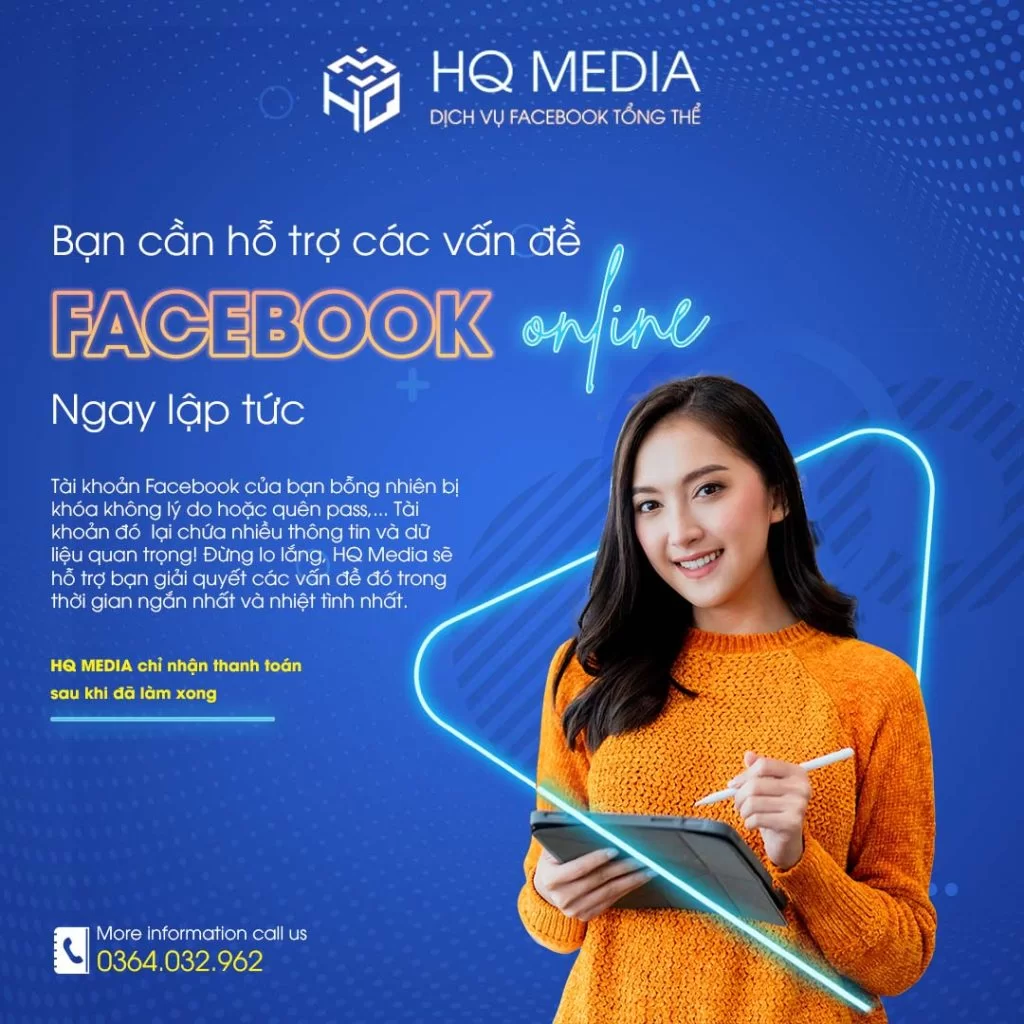 HQ MEDIA
DỊCH VỤ FACEBOOK TỔNG THỂ
Bạn cần hỗ trợ các vấn đề
FACEBOOK online
Ngay lập tức
Tài khoản Facebook của bạn bỗng nhiên bị
khóa không lý do hoặc quên pass,... Tài
khoản đó lại chứa nhiều thông tin và dữ
liệu quan trọng! Đừng lo lắng, HQ Media sẽ
hỗ trợ bạn giải quyết các vấn đề đó trong
thời gian ngắn nhất và nhiệt tình nhất.
HQ MEDIA chỉ nhận thanh toán
sau khi đã làm xong
More information call us
0364.032.962